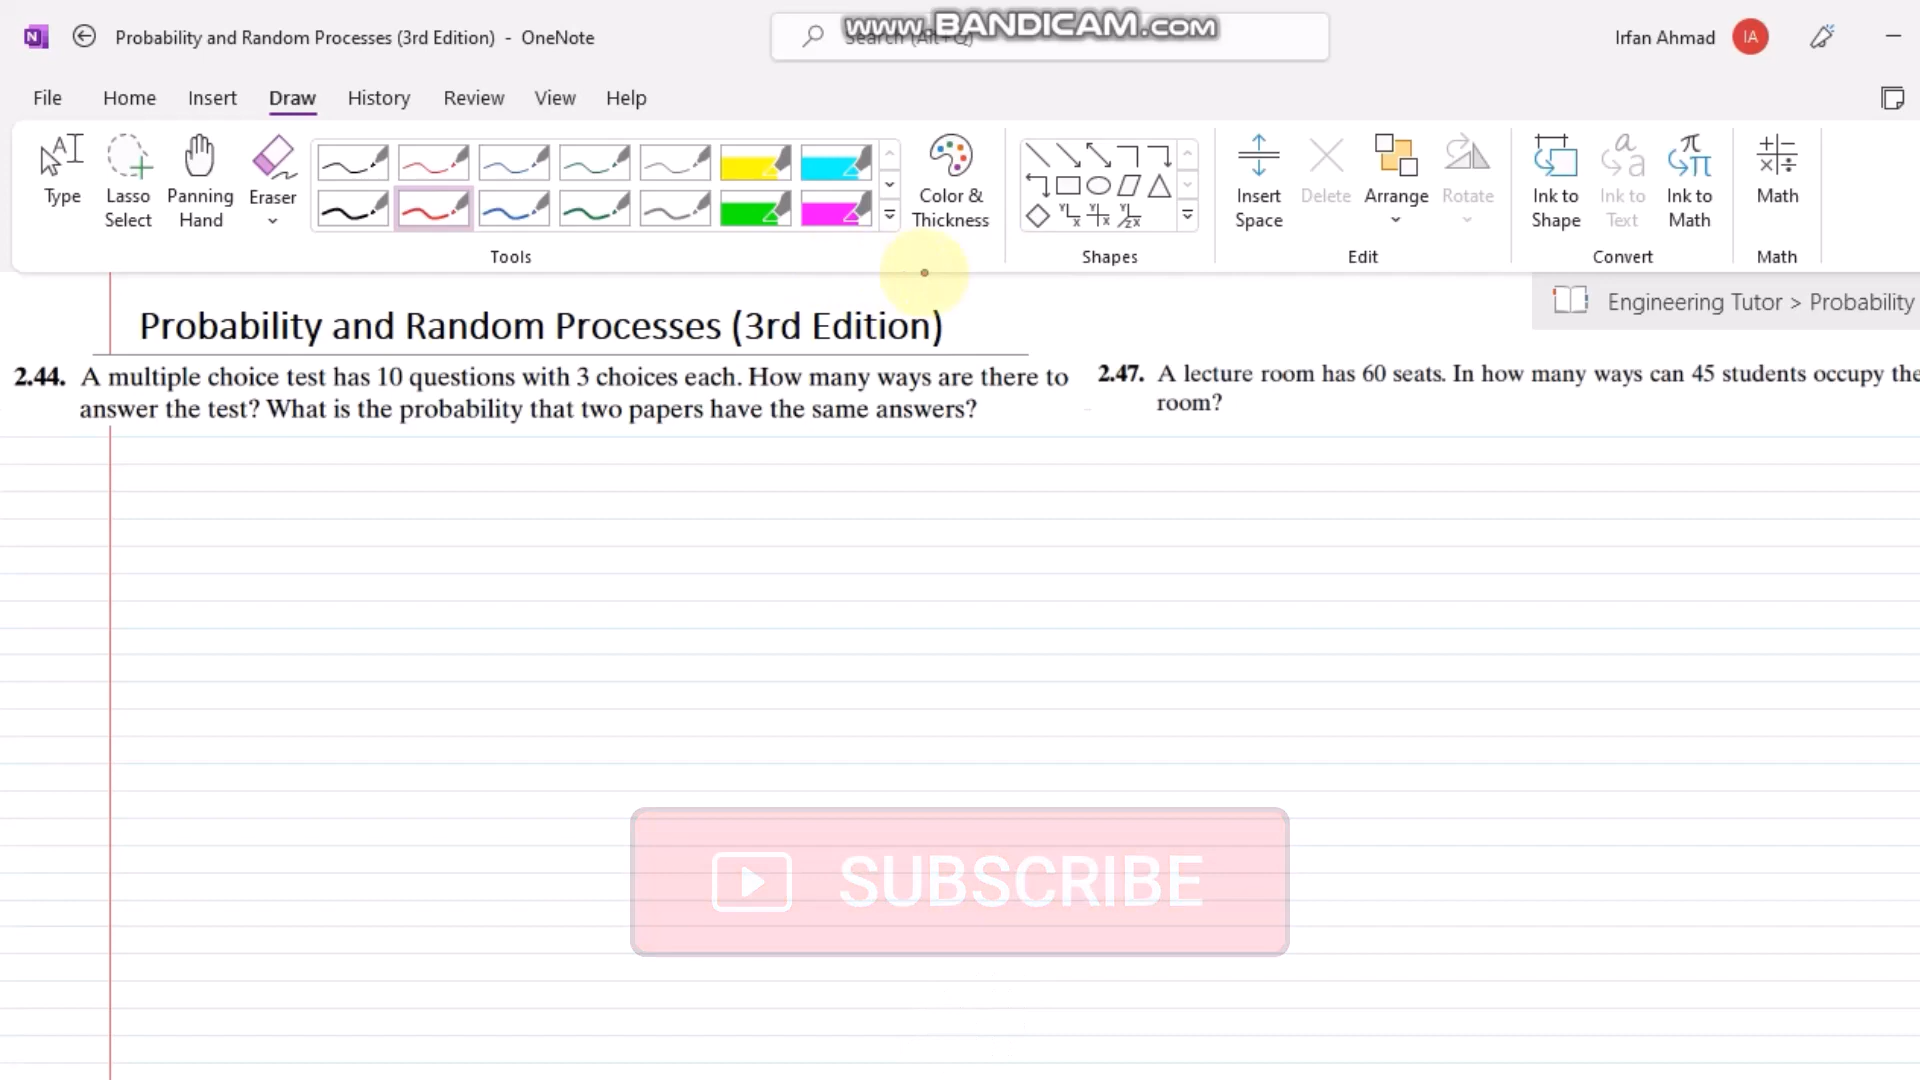 Probability and Random Processes (3rd Edition) - OneNote
www.BANDICAM.com
Search (Alt+Q)
Irfan Ahmad
IA
File Home Insert Draw History Review View Help
Type
Lasso Select
Panning Hand
Eraser
Color & Thickness
Insert Space
Delete
Arrange
Rotate
Ink to Shape
Ink to Text
Ink to Math
Math
Tools
Shapes
Edit
Convert
Math
Engineering Tutor > Probability
Probability and Random Processes (3rd Edition)
2.44. A multiple choice test has 10 questions with 3 choices each. How many ways are there to
answer the test? What is the probability that two papers have the same answers?
2.47. A lecture room has 60 seats. In how many ways can 45 students occupy the
room?
SUBSCRIBE